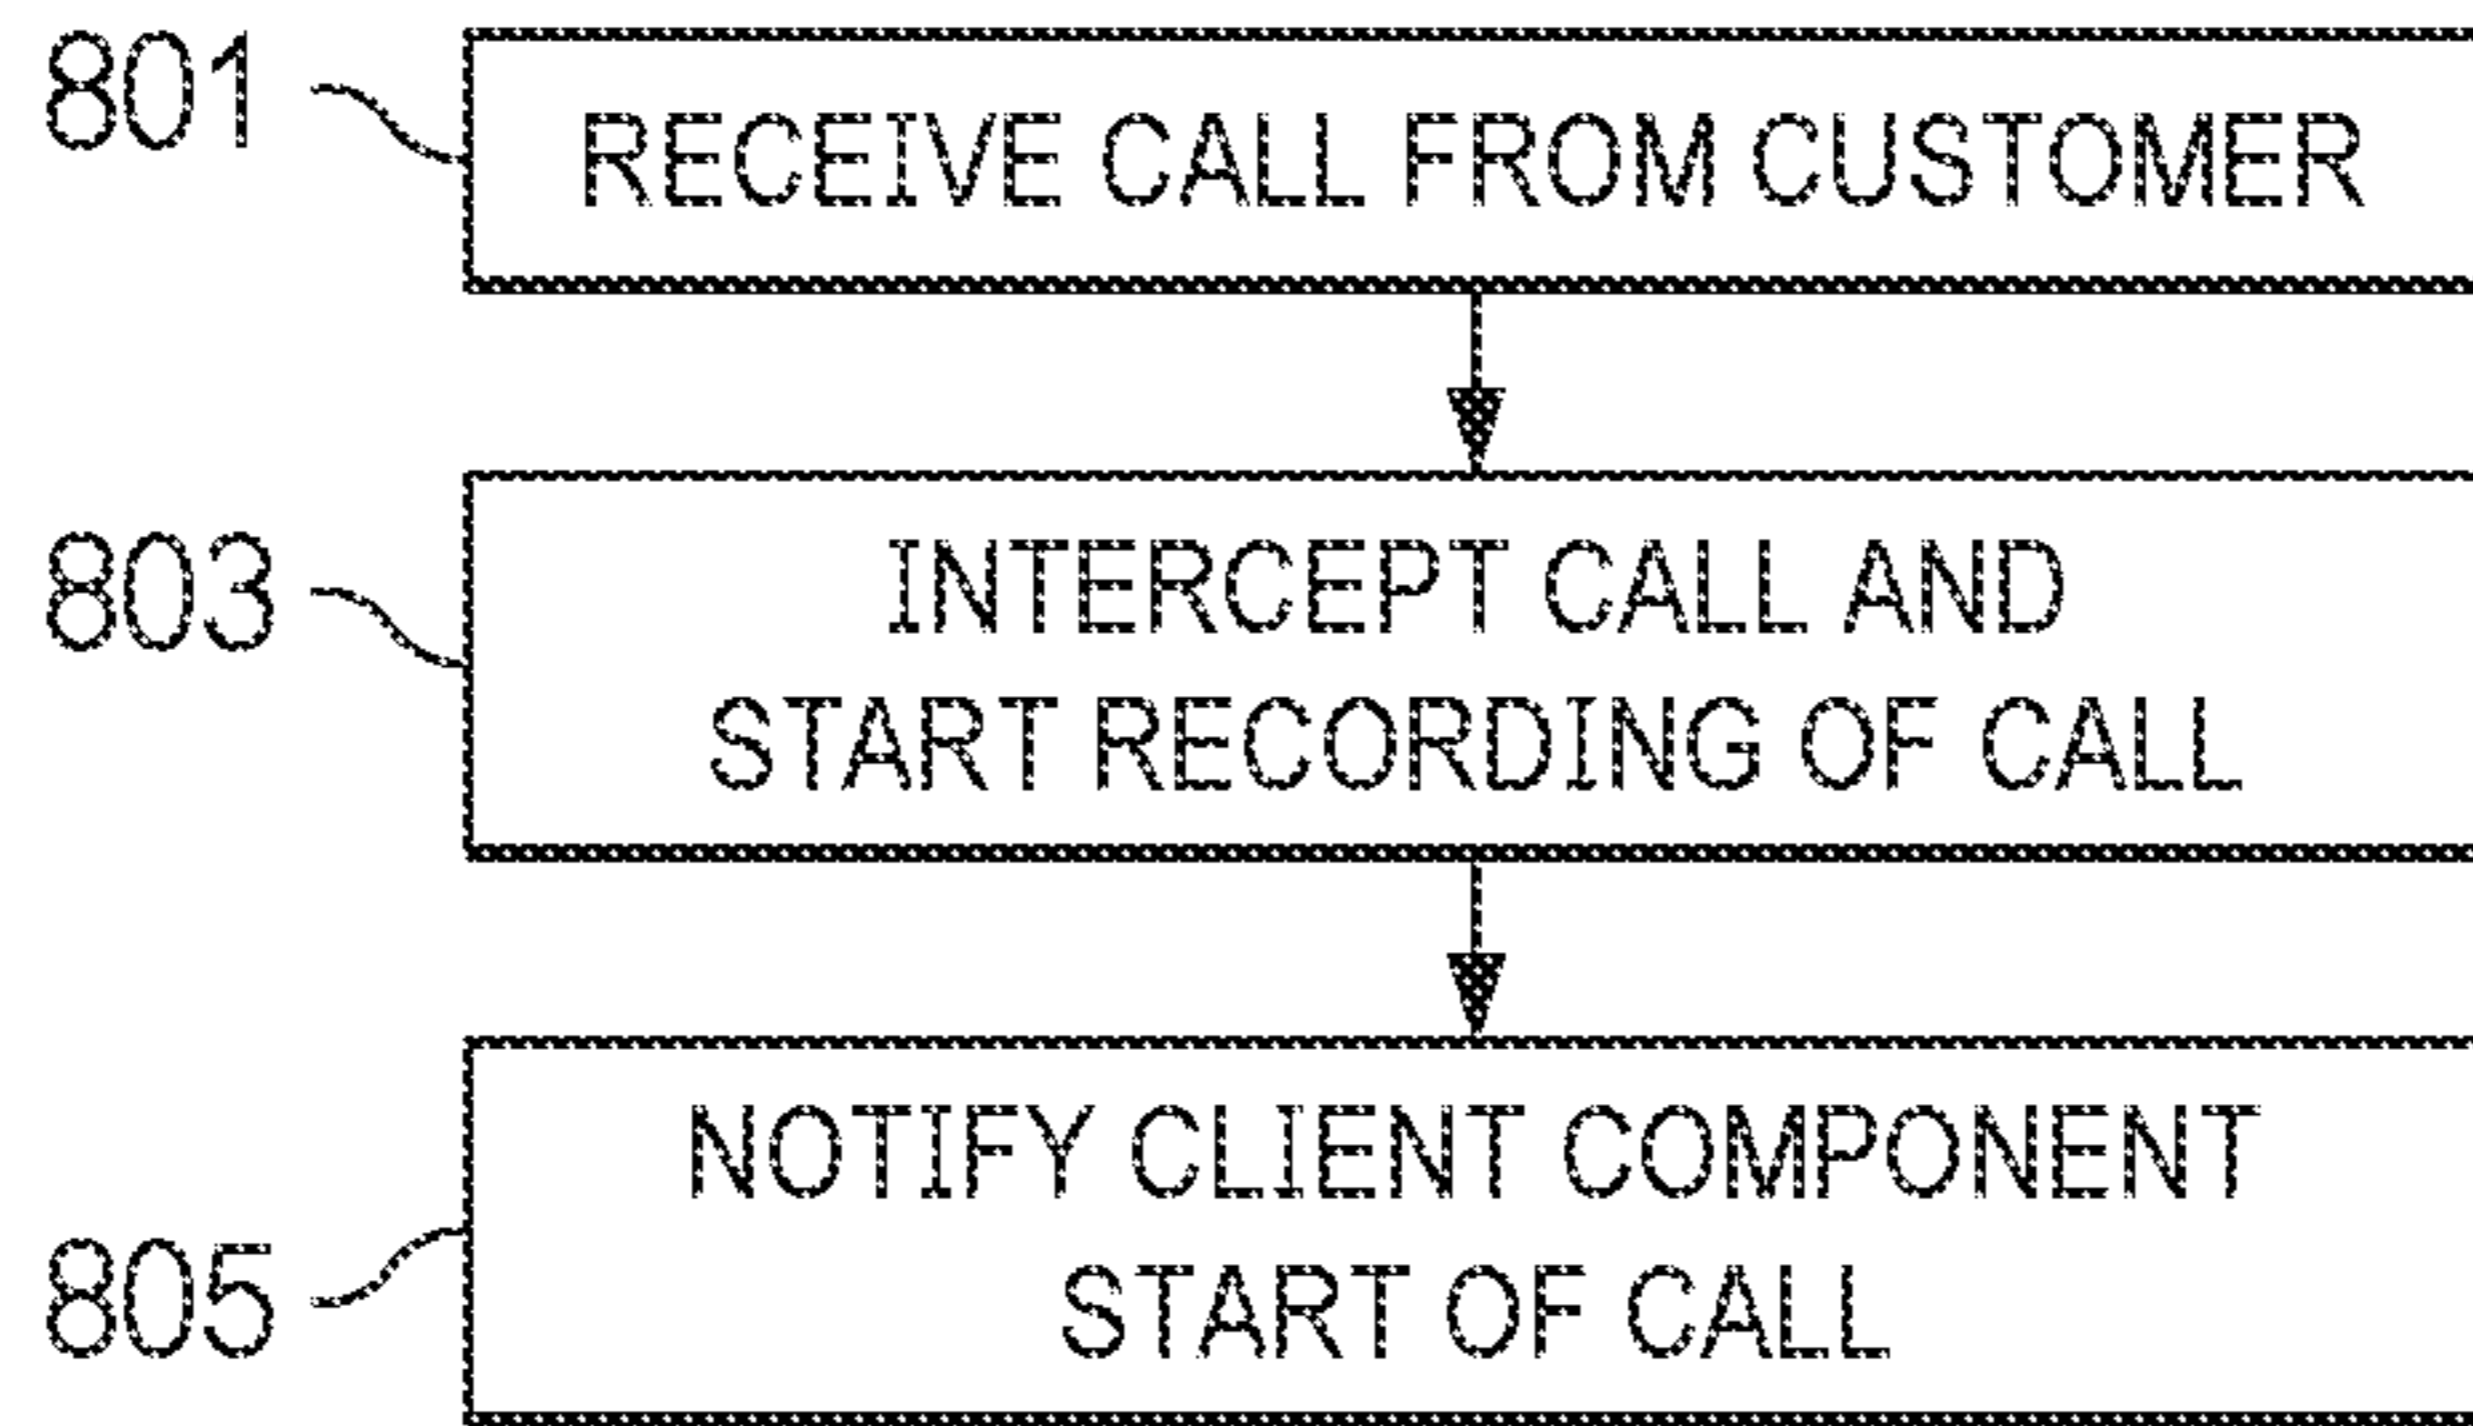 801
RECEIVE CALL FROM CUSTOMER
803
INTERCEPT CALL AND
START RECORDING OF CALL
805
NOTIFY CLIENT COMPONENT
START OF CALL